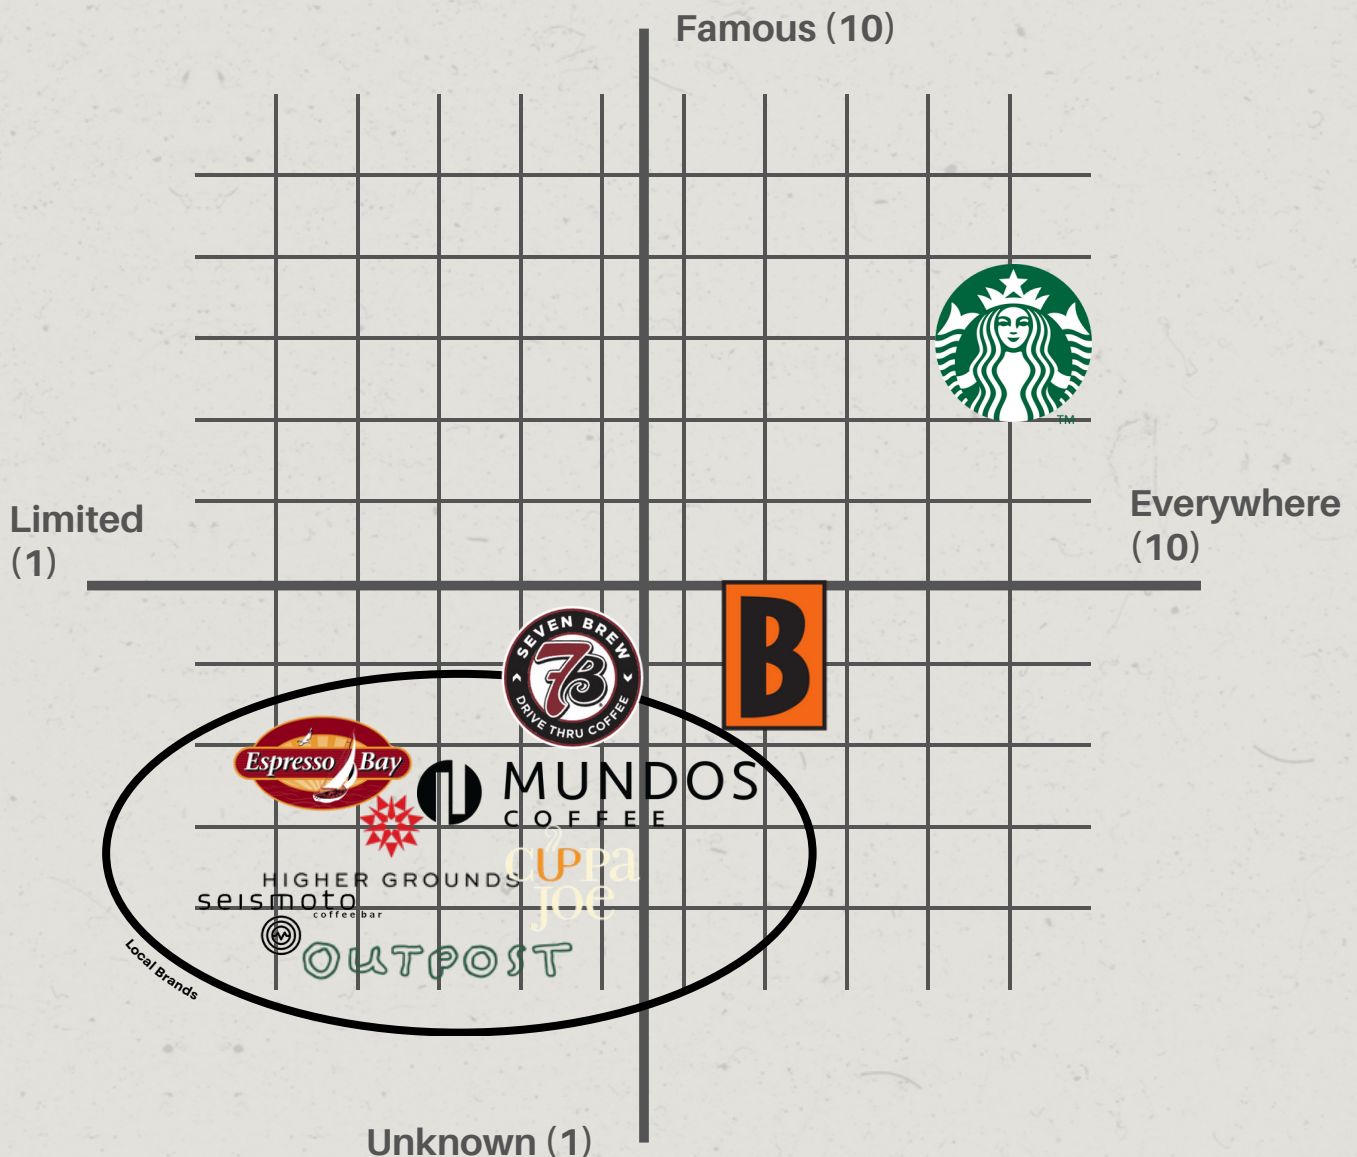 Famous (10)
TM
Limited
(1)
Everywhere
(10)
SEVEN BREW
7B
DRIVE THRU COFFEE
B
Espresso Bay
MUNDOS
COFFEE
CUPPa
JOE
HIGHER GROUNDS
seismoto
coffee bar
OUTPOST
Local Brands
Unknown (1)